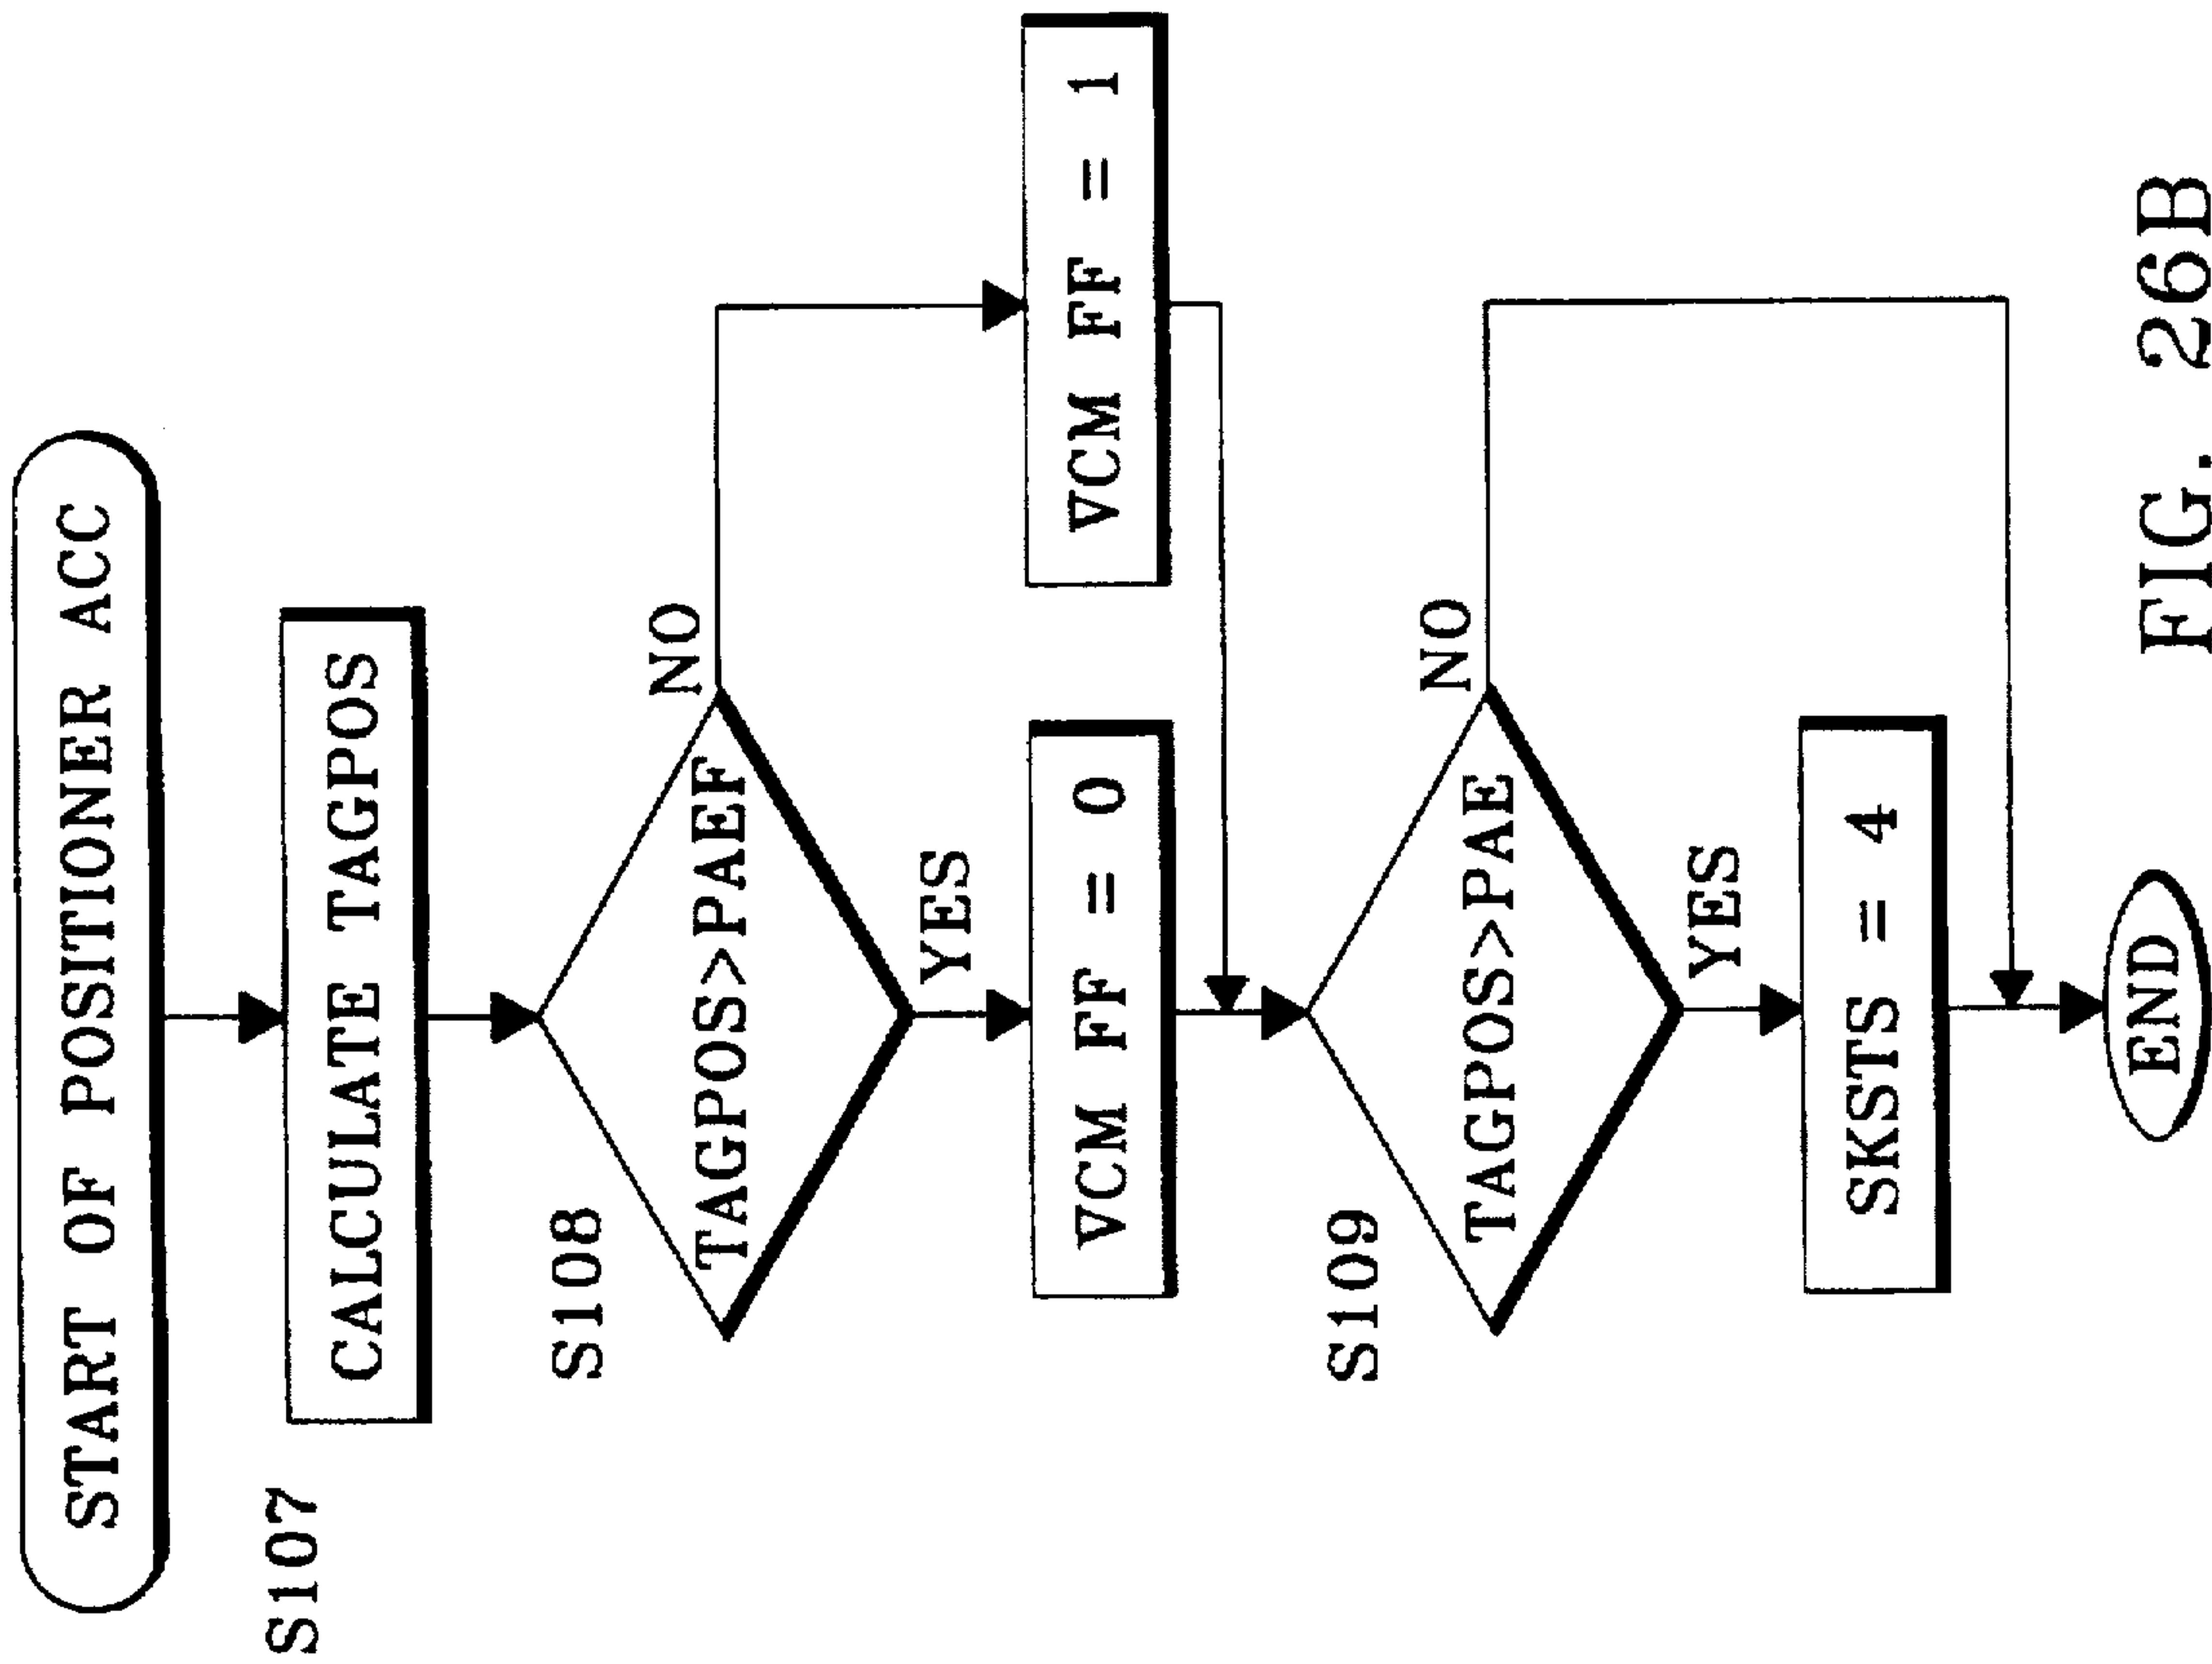 START OF POSITIONER ACC
S107
CALCULATE TAGPOS
S108
TAGPOS>PAEF
NO
YES
VCM FF = 0
VCM FF = 1
S109
TAGPOS>PAE
NO
YES
SKSTS = 4
END
FIG. 26B